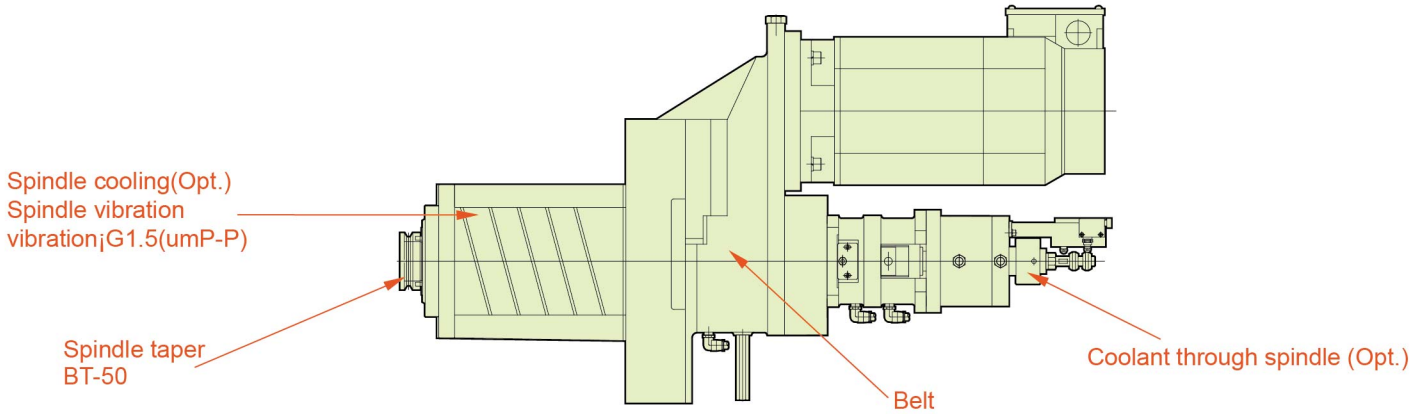 Spindle cooling(Opt.)
Spindle vibration
vibration¡G1.5(umP-P)
Spindle taper
BT-50
Belt
Coolant through spindle (Opt.)